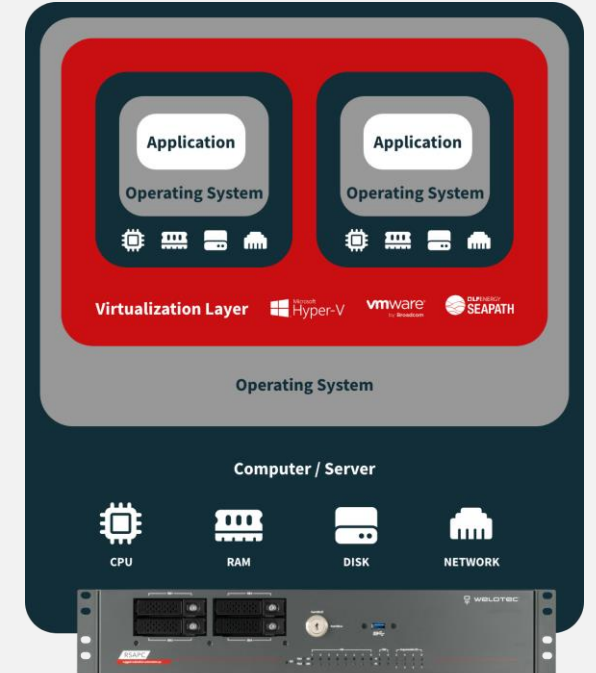 Application
Application
Operating System
Operating System
Virtualization Layer
Microsoft
Hyper-V
vmware
by Broadcom
LF ENERGY
SEAPATH
Operating System
Computer / Server
CPU
RAM
DISK
NETWORK
WELOTEC
RSAPC